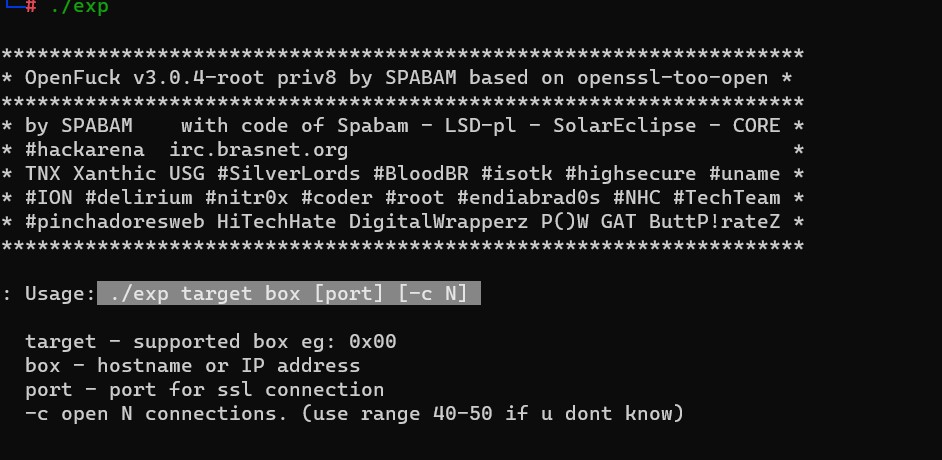 └─# ./exp
*******************************************************************
* OpenFuck v3.0.4-root priv8 by SPABAM based on openssl-too-open *
*******************************************************************
* by SPABAM    with code of Spabam - LSD-pl - SolarEclipse - CORE *
* #hackarena  irc.brasnet.org                                     *
* TNX Xanthic USG #SilverLords #BloodBR #isotk #highsecure #uname *
* #ION #delirium #nitr0x #coder #root #endiabrad0s #NHC #TechTeam *
* #pinchadoresweb HiTechHate DigitalWrapperz P()W GAT ButtP!rateZ *
*******************************************************************
: Usage: ./exp target box [port] [-c N]
target - supported box eg: 0x00
box - hostname or IP address
port - port for ssl connection
-c open N connections. (use range 40-50 if u dont know)